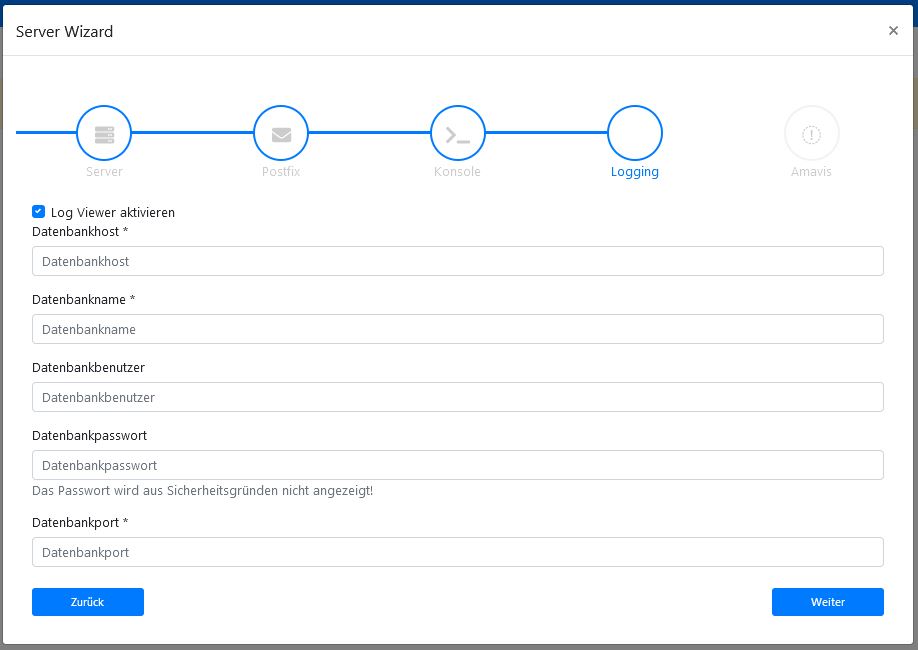 Server Wizard
×
Server
Postfix
Konsole
Logging
Amavis
Log Viewer aktivieren
Datenbankhost *
Datenbankhost
Datenbankname *
Datenbankname
Datenbankbenutzer
Datenbankbenutzer
Datenbankpasswort
Datenbankpasswort
Das Passwort wird aus Sicherheitsgründen nicht angezeigt!
Datenbankport *
Datenbankport
Zurück
Weiter